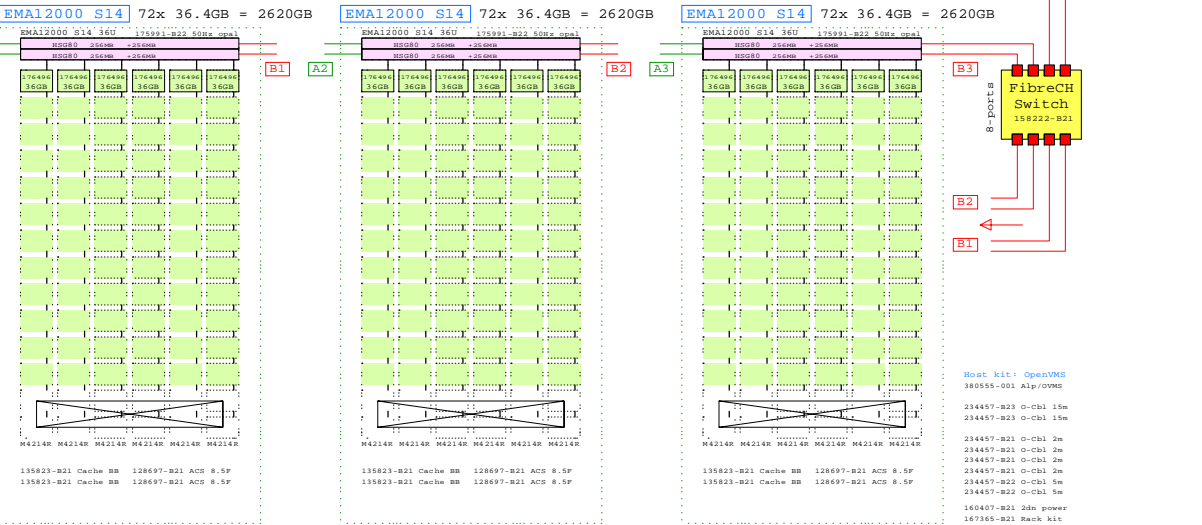 EMA12000 S14 72x 36.4GB = 2620GB
EMA12000 S14 36U 175991-B22 50Hz opal
HSG80 256MB +256MB
HSG80 256MB +256MB
B1
176496 176496 176496 176496 176496 176496
36GB 36GB 36GB 36GB 36GB 36GB
M4214R M4214R M4214R M4214R M4214R M4214R
135823-B21 Cache BB 128697-B21 ACS 8.5F
135823-B21 Cache BB 128697-B21 ACS 8.5F
EMA12000 S14 72x 36.4GB = 2620GB
EMA12000 S14 36U 175991-B22 50Hz opal
HSG80 256MB +256MB
HSG80 256MB +256MB
A2
B2
176496 176496 176496 176496 176496 176496
36GB 36GB 36GB 36GB 36GB 36GB
M4214R M4214R M4214R M4214R M4214R M4214R
135823-B21 Cache BB 128697-B21 ACS 8.5F
135823-B21 Cache BB 128697-B21 ACS 8.5F
EMA12000 S14 72x 36.4GB = 2620GB
EMA12000 S14 36U 175991-B22 50Hz opal
HSG80 256MB +256MB
HSG80 256MB +256MB
A3
B3
176496 176496 176496 176496 176496 176496
36GB 36GB 36GB 36GB 36GB 36GB
M4214R M4214R M4214R M4214R M4214R M4214R
135823-B21 Cache BB 128697-B21 ACS 8.5F
135823-B21 Cache BB 128697-B21 ACS 8.5F
8-ports
FibreCH
Switch
158222-B21
B2
B1
Host kit: OpenVMS
380555-001 Alp/OVMS
234457-B23 O-Cbl 15m
234457-B23 O-Cbl 15m
234457-B21 O-Cbl 2m
234457-B21 O-Cbl 2m
234457-B21 O-Cbl 2m
234457-B21 O-Cbl 2m
234457-B22 O-Cbl 5m
234457-B22 O-Cbl 5m
160407-B21 2dn power
167365-B21 Rack kit